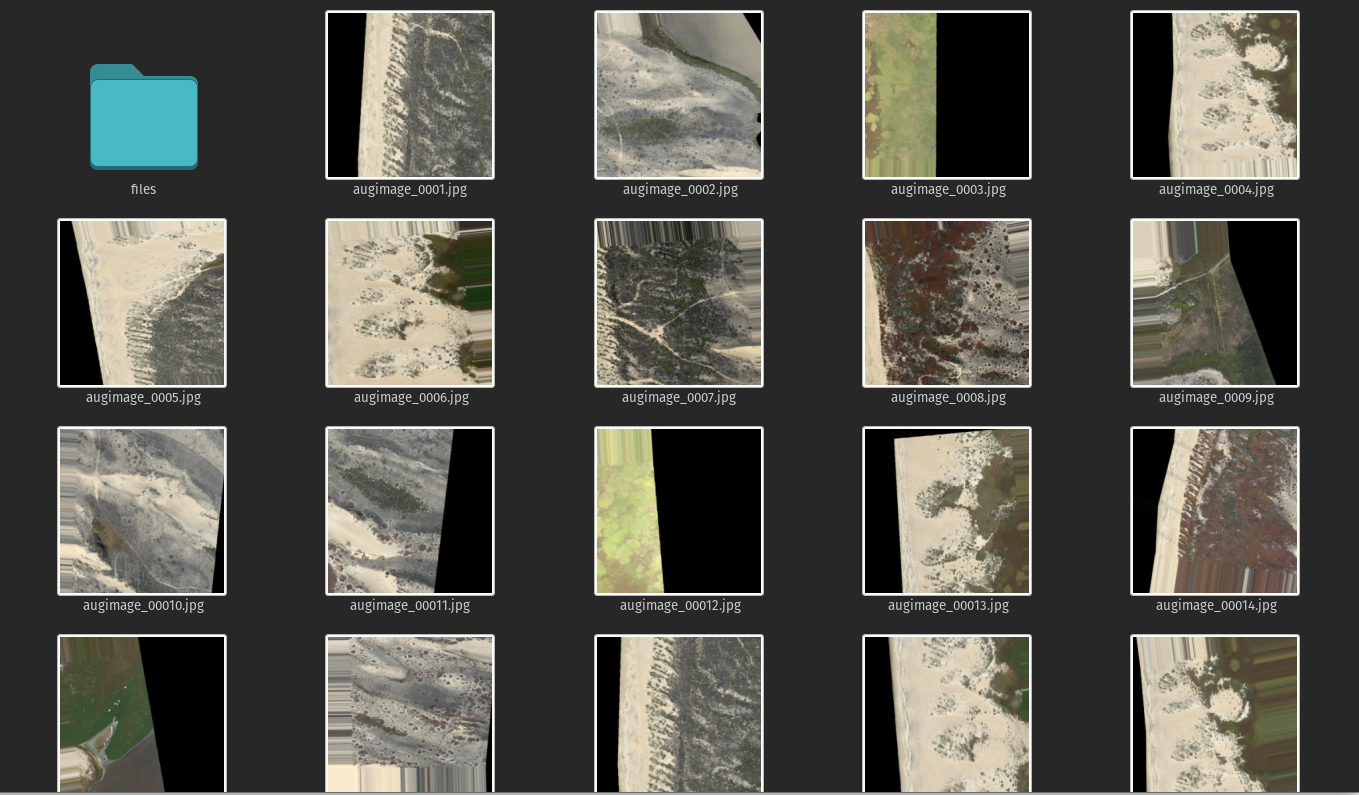 files
augimage_0001.jpg
augimage_0002.jpg
augimage_0003.jpg
augimage_0004.jpg
augimage_0005.jpg
augimage_0006.jpg
augimage_0007.jpg
augimage_0008.jpg
augimage_0009.jpg
augimage_00010.jpg
augimage_00011.jpg
augimage_00012.jpg
augimage_00013.jpg
augimage_00014.jpg